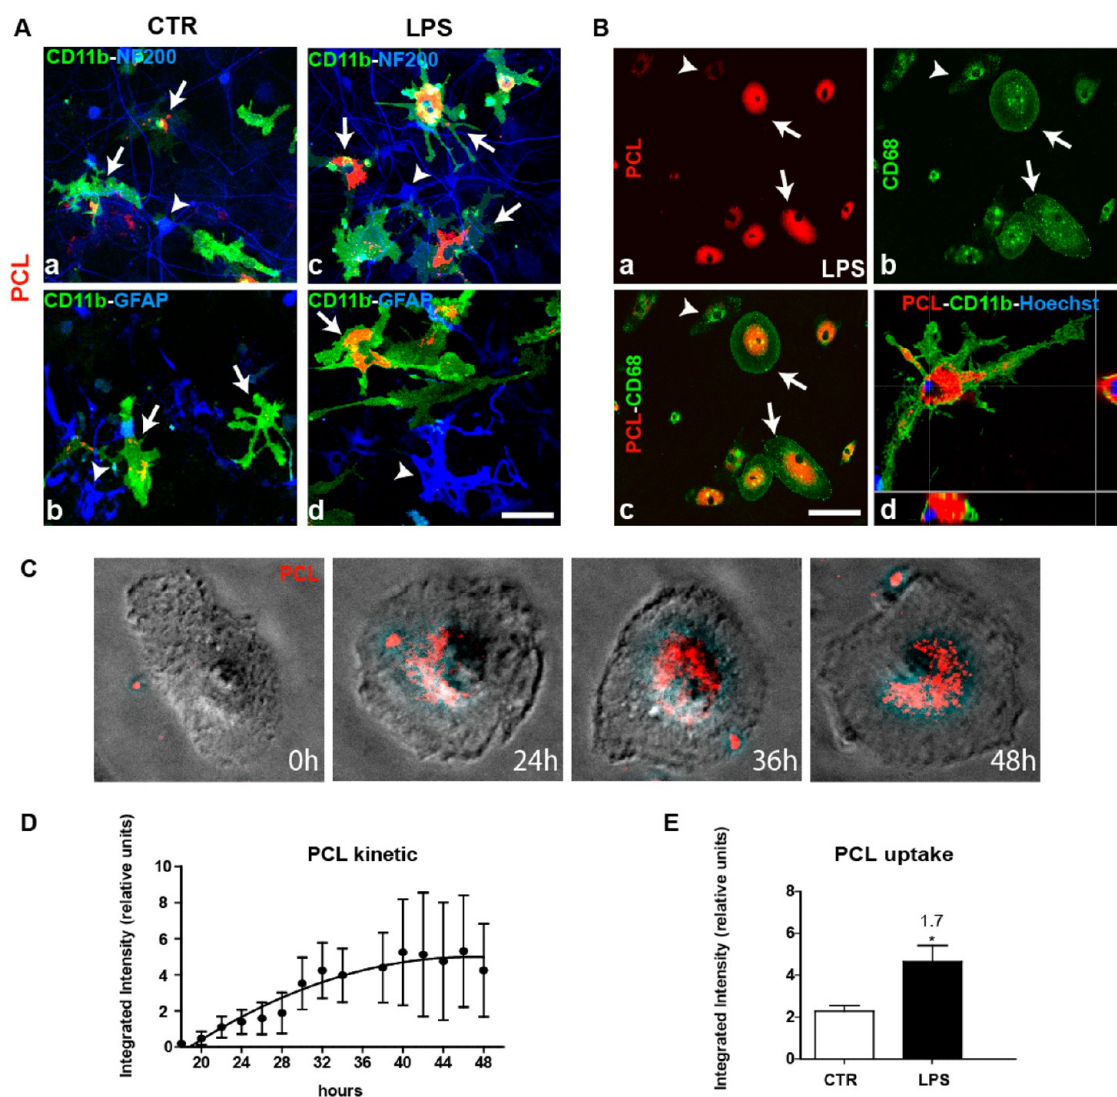 A
CTR
LPS
B
CD11b-NF200
CD11b-NF200
PCL
a
c
CD11b-GFAP
CD11b-GFAP
b
d
PCL
LPS
a
CD68
b
PCL-CD68
c
PCL-CD11b-Hoechst
d
C
PCL
0h
24h
36h
48h
D
PCL kinetic
Integrated Intensity (relative units)
10
8
6
4
2
0
20 24 28 32 36 40 44 48
hours
E
PCL uptake
Integrated Intensity (relative units)
8
6
4
2
0
1.7
*
CTR LPS